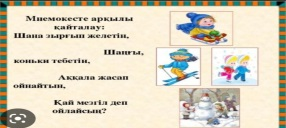 Мнемокесте арқылы
қайталау:
Шана зырғып желетін,
Шаңғы,
коньки тебетін,
Аққала жасап
ойнайтын,
Қай мезгіл деп
ойлайсың?